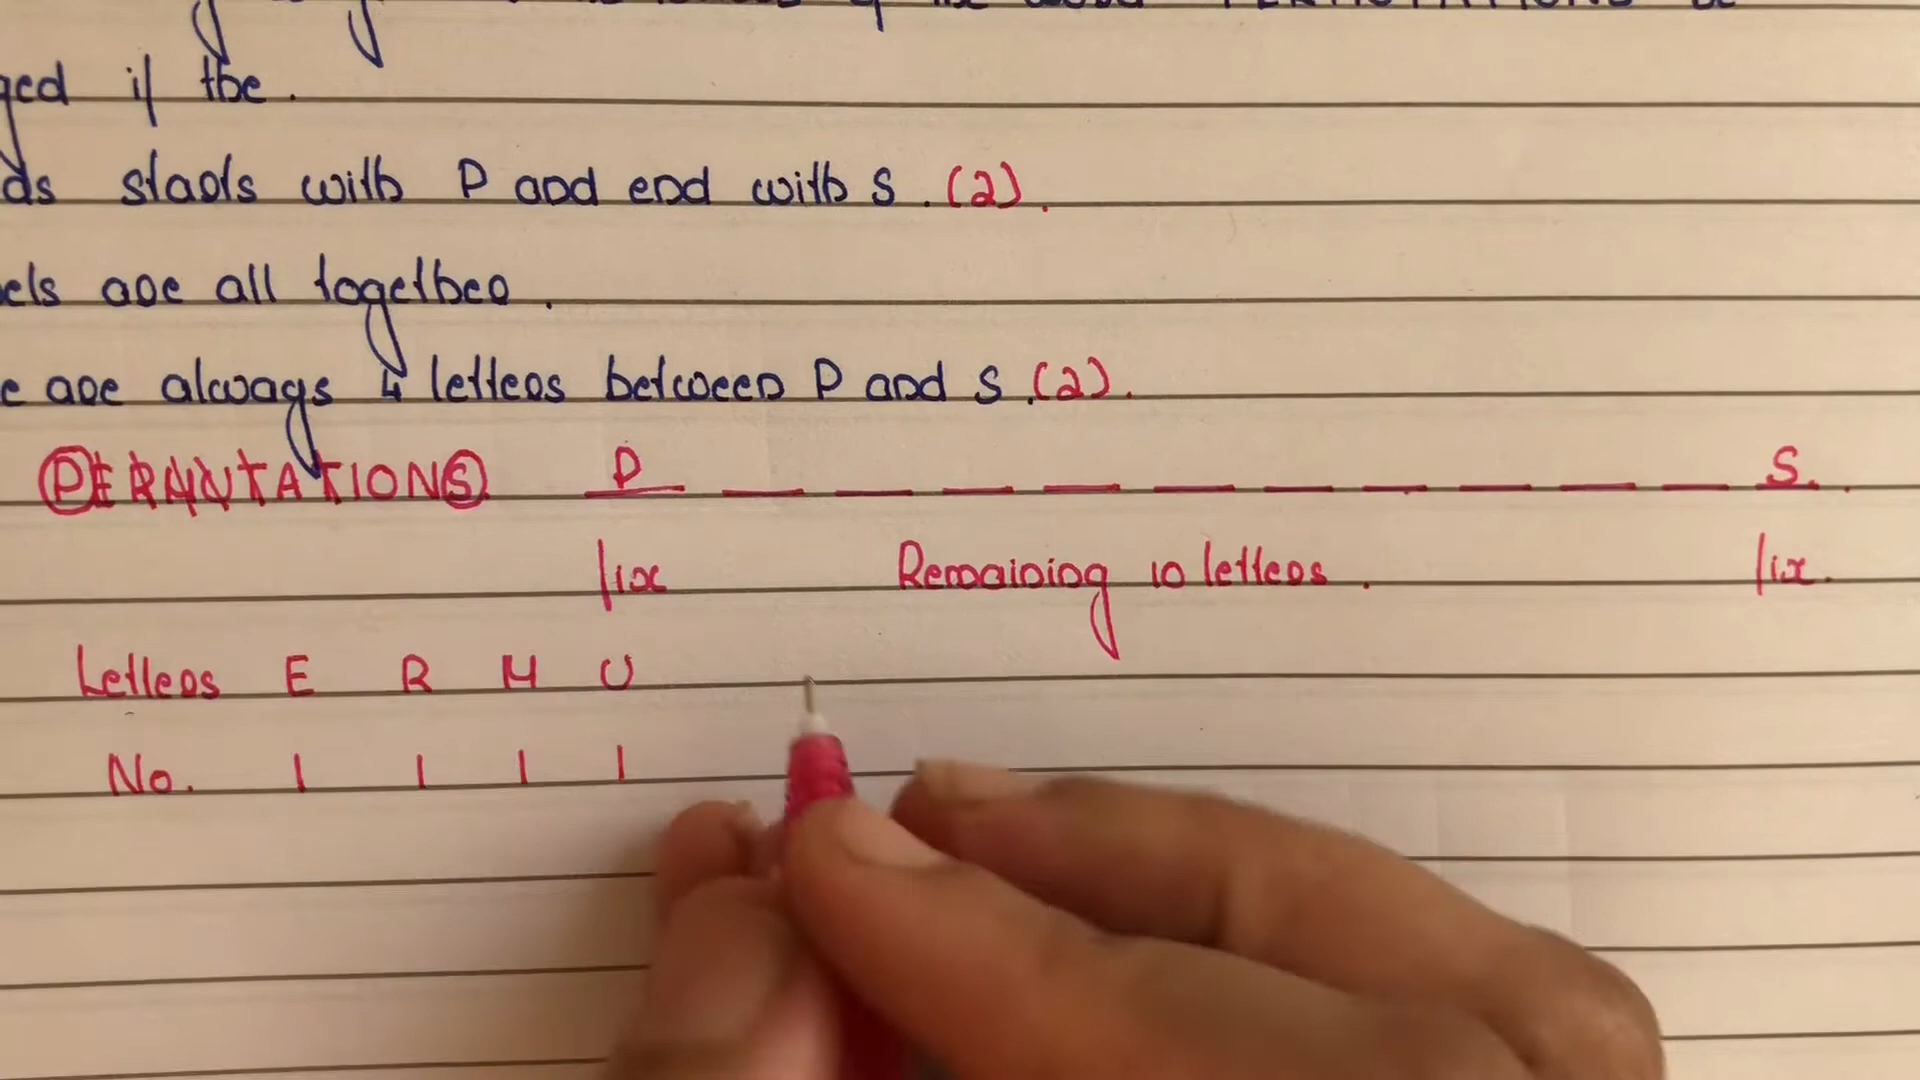 ged if the.
ds starts with P and end with S. (2).
els are all together.
e are always 4 letters between P and S. (2).
PERMUTATIONS P _ _ _ _ _ _ _ _ _ _ S.
fix Remaining 10 letters. fix.
Letters E R M U
No. 1 1 1 1